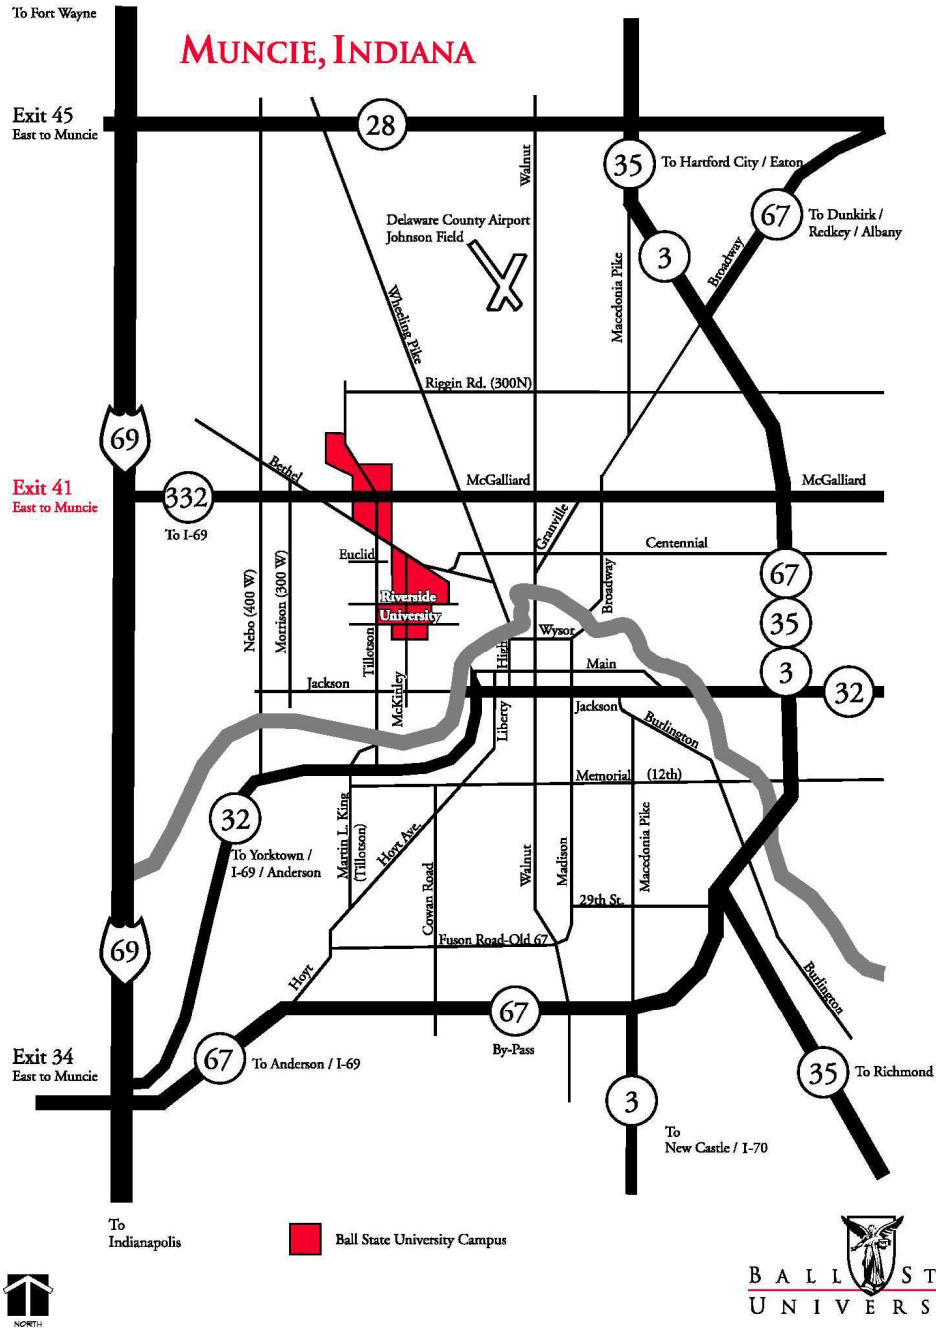 To Fort Wayne
MUNCIE, INDIANA
Exit 45
East to Muncie
28
35
To Hartford City / Eaton
Walnut
67
To Dunkirk /
Redkey / Albany
Delaware County Airport
Johnson Field
3
Broadway
Macedonia Pike
Wheeling Pike
Riggin Rd. (300N)
69
Bethel
Exit 41
East to Muncie
332
To I-69
McGalliard
McGalliard
Granville
Centennial
Euclid
Nebo (400 W)
Morrison (300 W)
67
Riverside
University
Broadway
35
Wysor
Tillotson
High
Main
3
McKinley
Jackson
32
Liberty
Jackson
Burlington
Memorial (12th)
32
Martin L. King
(Tillotson)
Hoyt Ave.
To Yorktown /
I-69 / Anderson
Cowan Road
Walnut
Madison
Macedonia Pike
29th St.
69
Fuson Road-Old 67
Hoyt
Burlington
67
By-Pass
Exit 34
East to Muncie
67
To Anderson / I-69
35
To Richmond
3
To
New Castle / I-70
To
Indianapolis
Ball State University Campus
NORTH
BALL ST
UNIVERS